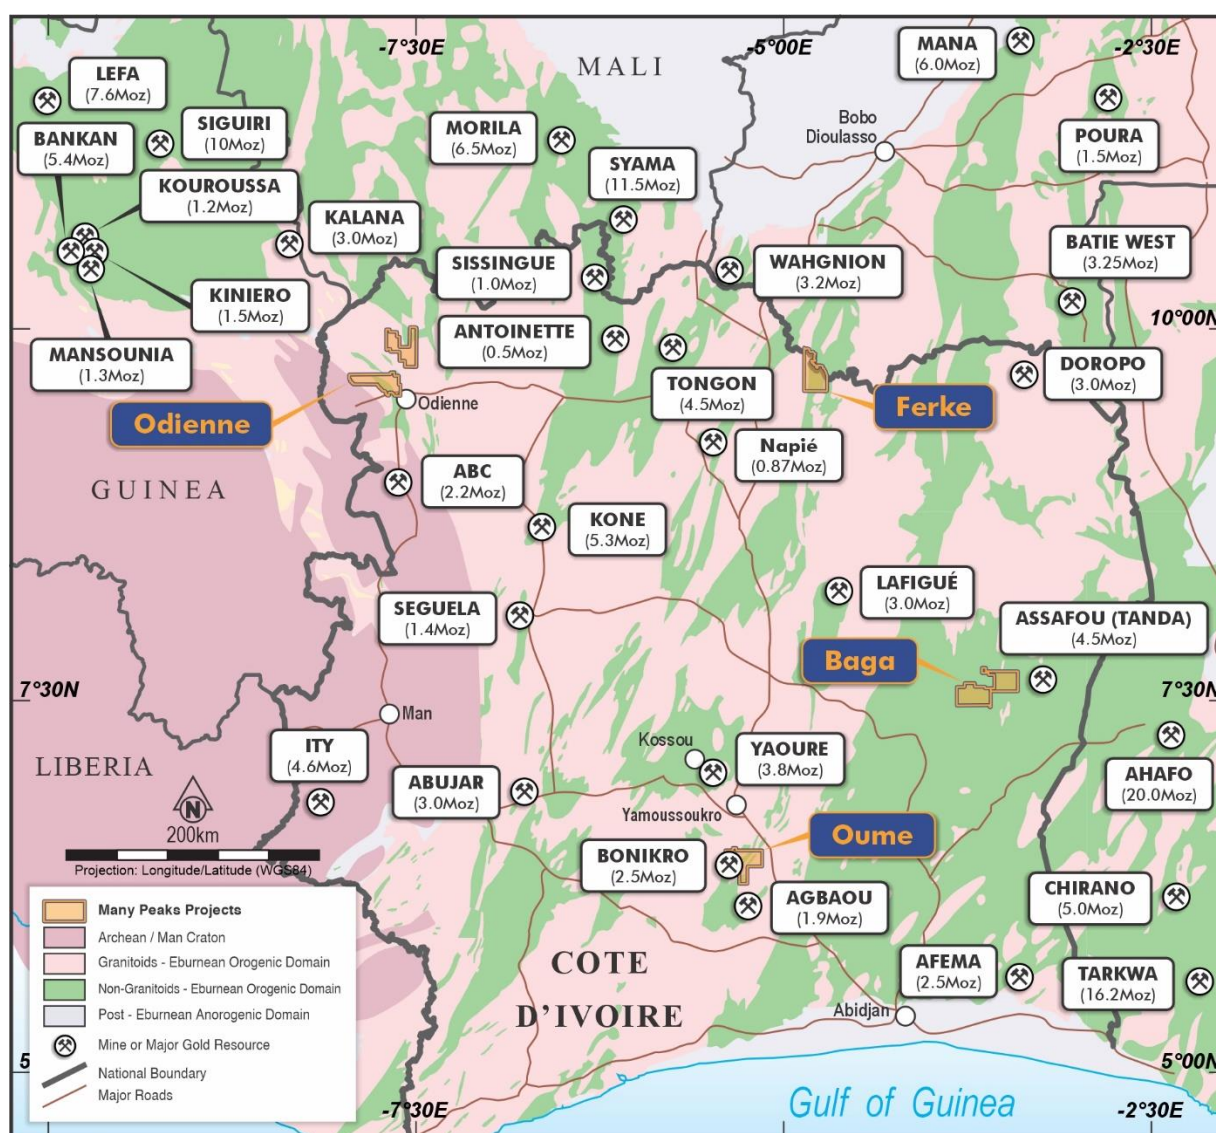 -7°30E
-5°00E
-2°30E
MALI
MANA
(6.0Moz)
LEFA
(7.6Moz)
SIGUIRI
(10Moz)
BANKAN
(5.4Moz)
MORILA
(6.5Moz)
Bobo
Dioulasso
POURA
(1.5Moz)
SYAMA
(11.5Moz)
KOUROUSSA
(1.2Moz)
KALANA
(3.0Moz)
SISSINGUE
(1.0Moz)
WAHGNION
(3.2Moz)
BATIE WEST
(3.25Moz)
KINIERO
(1.5Moz)
ANTOINETTE
(0.5Moz)
10°00N
MANSOUNIA
(1.3Moz)
TONGON
(4.5Moz)
DOROPO
(3.0Moz)
Odienne
Odienne
Ferke
Napié
(0.87Moz)
GUINEA
ABC
(2.2Moz)
KONE
(5.3Moz)
LAFIGUÉ
(3.0Moz)
SEGUELA
(1.4Moz)
ASSAFOU (TANDA)
(4.5Moz)
Baga
7°30N
7°30N
Man
ITY
(4.6Moz)
Kossou
YAOURE
(3.8Moz)
LIBERIA
ABUJAR
(3.0Moz)
AHAFO
(20.0Moz)
Yamoussoukro
N
200km
Projection: Longitude/Latitude (WGS84)
Oume
BONIKRO
(2.5Moz)
AGBAOU
(1.9Moz)
CHIRANO
(5.0Moz)
Many Peaks Projects
Archean / Man Craton
Granitoids - Eburnean Orogenic Domain
Non-Granitoids - Eburnean Orogenic Domain
Post - Eburnean Anorogenic Domain
Mine or Major Gold Resource
National Boundary
Major Roads
COTE
D'IVOIRE
AFEMA
(2.5Moz)
TARKWA
(16.2Moz)
Abidjan
5
5°00N
Gulf of Guinea
-7°30E
-2°30E